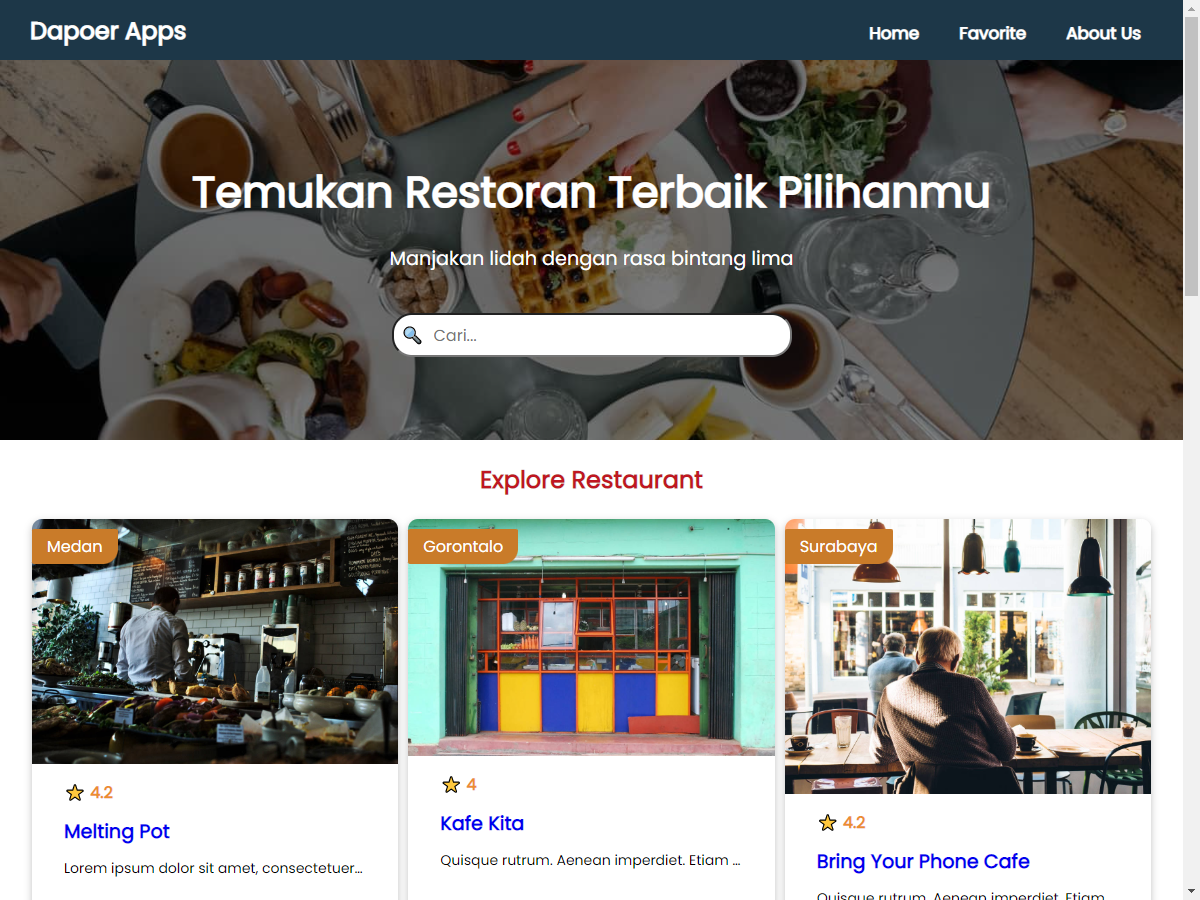 Dapoer Apps
Home
Favorite
About Us
Temukan Restoran Terbaik Pilihanmu
Manjakan lidah dengan rasa bintang lima
Cari...
Explore Restaurant
Medan
Gorontalo
Surabaya
4.2
Melting Pot
Lorem ipsum dolor sit amet, consectetuer...
4
Kafe Kita
Quisque rutrum. Aenean imperdiet. Etiam ...
4.2
Bring Your Phone Cafe
Quisque rutrum. Aenean imperdiet. Etiam